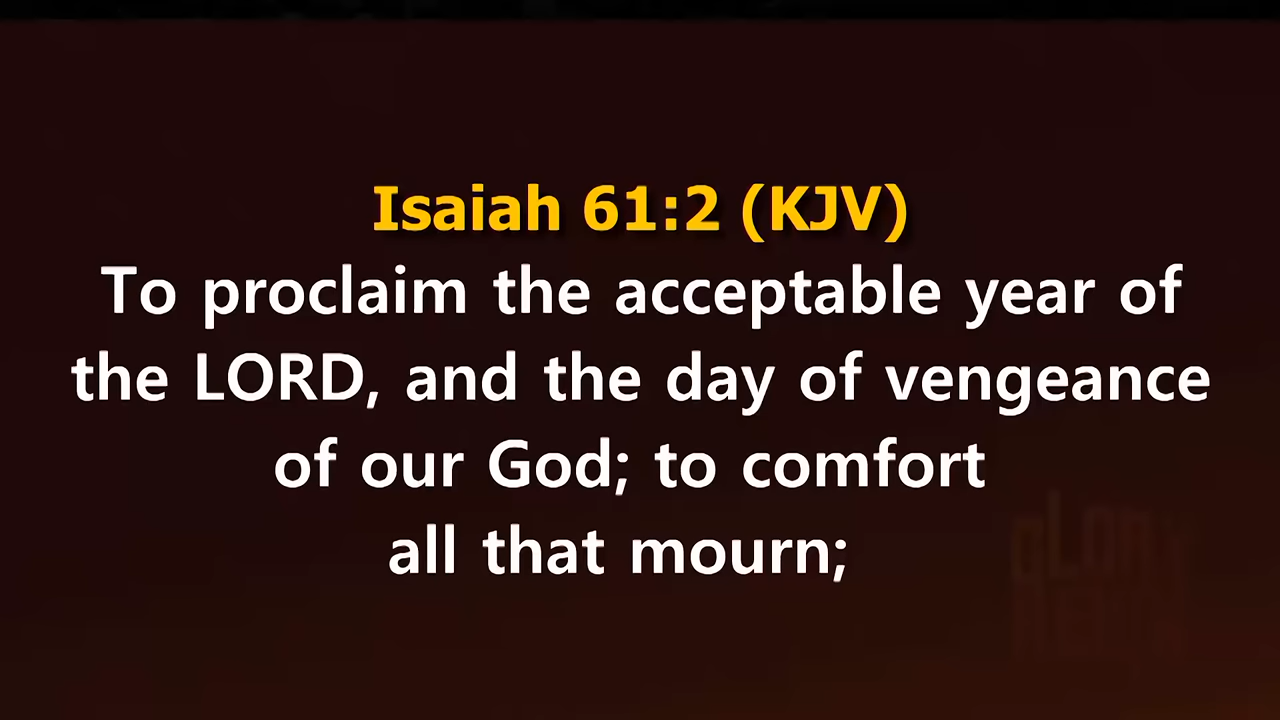 Isaiah 61:2 (KJV)
To proclaim the acceptable year of
the LORD, and the day of vengeance
of our God; to comfort
all that mourn;
GLORY